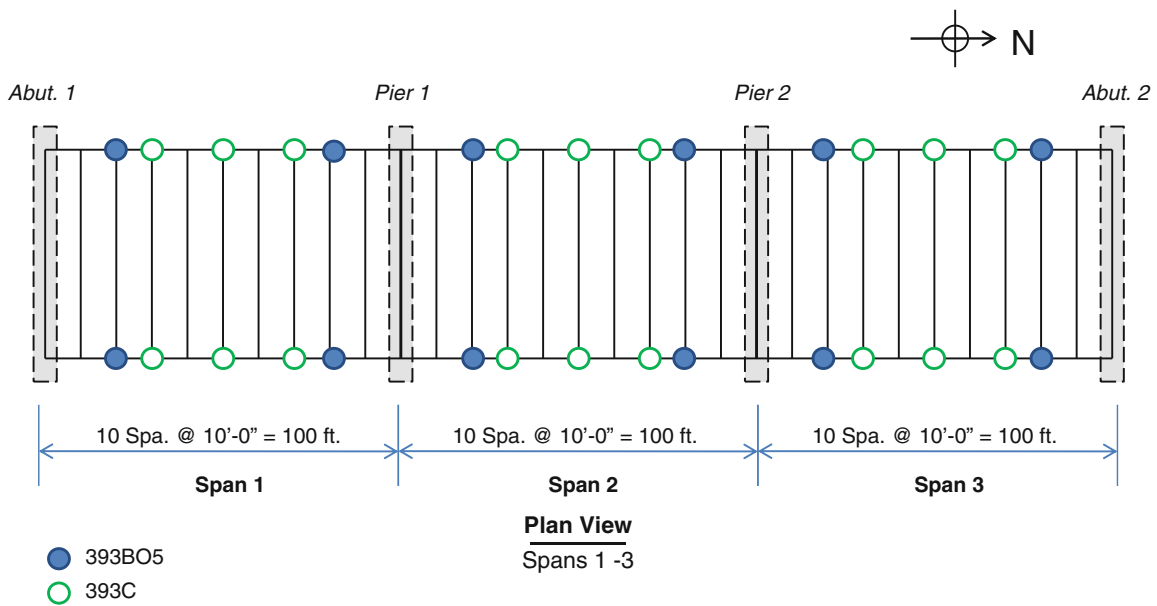 N
Abut. 1
Pier 1
Pier 2
Abut. 2
10 Spa. @ 10’-0” = 100 ft.
10 Spa. @ 10’-0” = 100 ft.
10 Spa. @ 10’-0” = 100 ft.
Span 1
Span 2
Span 3
Plan View
Spans 1 -3
393BO5
393C